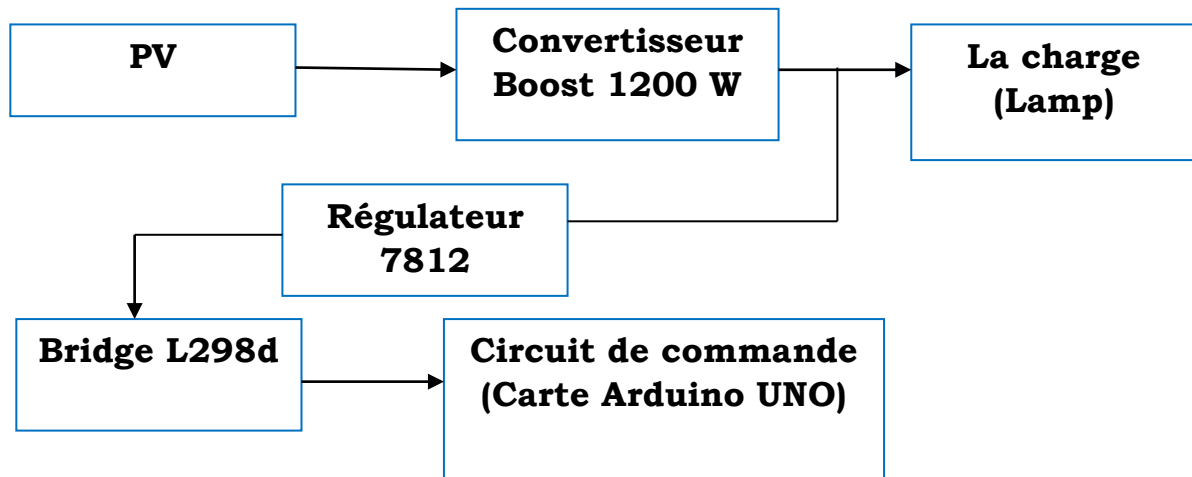 PV
Convertisseur
Boost 1200 W
La charge
(Lamp)
Régulateur
7812
Bridge L298d
Circuit de commande
(Carte Arduino UNO)